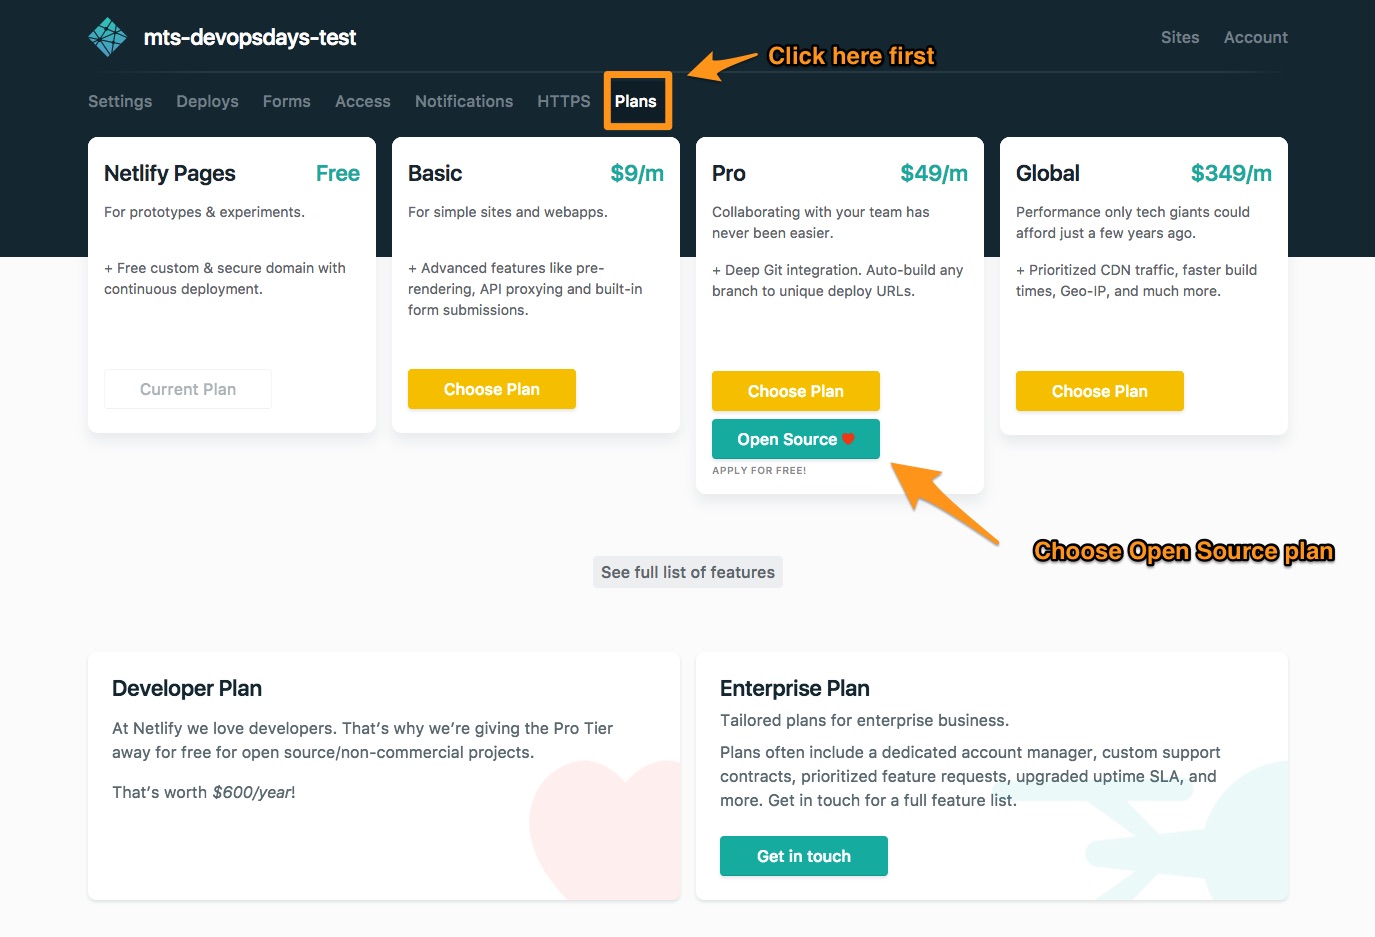 mts-devopsdays-test
Sites Account
Click here first
Settings Deploys Forms Access Notifications HTTPS Plans
Netlify Pages Free
For prototypes & experiments.
+ Free custom & secure domain with
continuous deployment.
Current Plan
Basic $9/m
For simple sites and webapps.
+ Advanced features like pre-
rendering, API proxying and built-in
form submissions.
Choose Plan
Pro $49/m
Collaborating with your team has
never been easier.
+ Deep Git integration. Auto-build any
branch to unique deploy URLs.
Choose Plan
Open Source
APPLY FOR FREE!
Global $349/m
Performance only tech giants could
afford just a few years ago.
+ Prioritized CDN traffic, faster build
times, Geo-IP, and much more.
Choose Plan
Choose Open Source plan
See full list of features
Developer Plan
At Netlify we love developers. That's why we're giving the Pro Tier
away for free for open source/non-commercial projects.
That's worth $600/year!
Enterprise Plan
Tailored plans for enterprise business.
Plans often include a dedicated account manager, custom support
contracts, prioritized feature requests, upgraded uptime SLA, and
more. Get in touch for a full feature list.
Get in touch